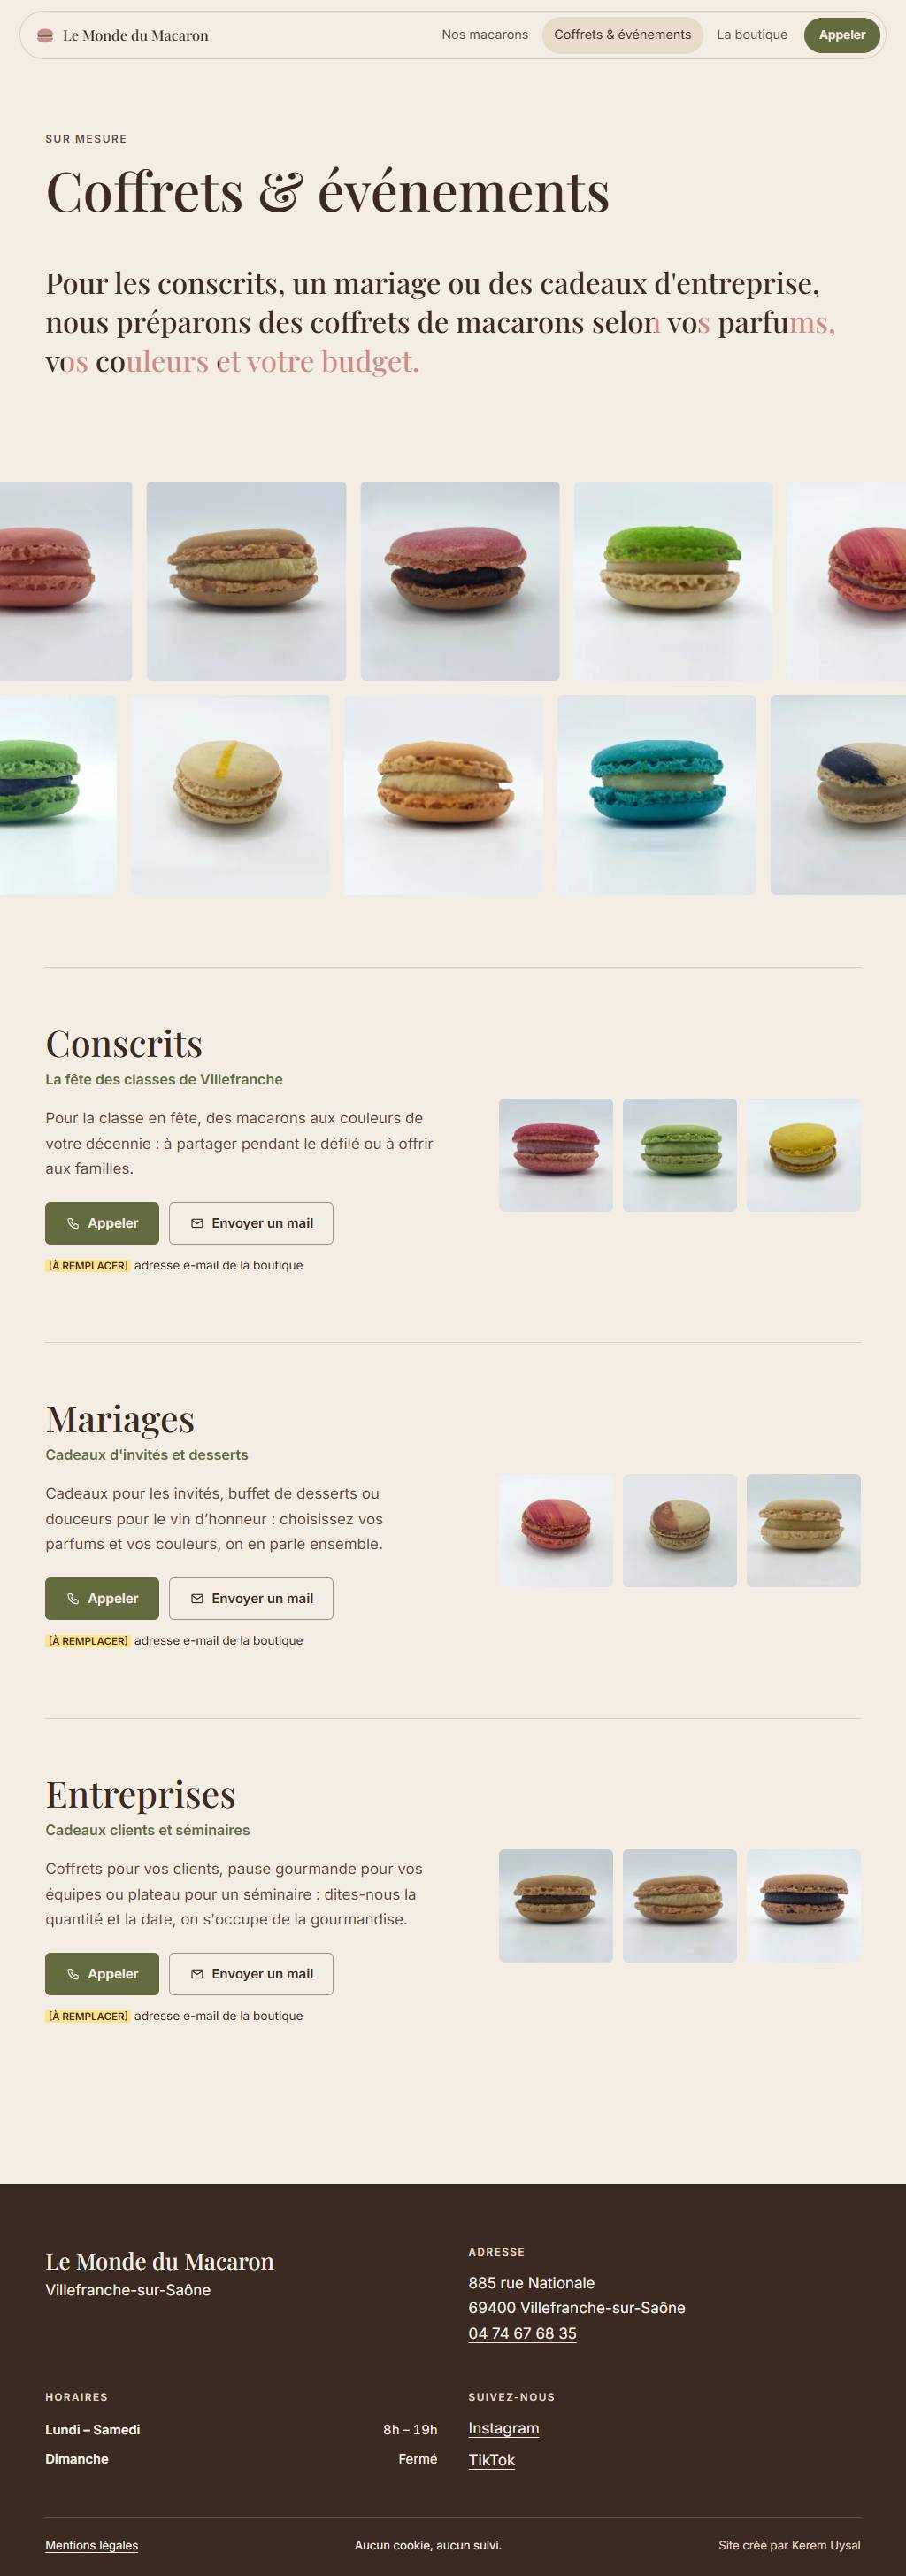 Le Monde du Macaron
Nos macarons
Coffrets & événements
La boutique
Appeler
SUR MESURE
Coffrets & événements
Pour les conscrits, un mariage ou des cadeaux d'entreprise,
nous préparons des coffrets de macarons selon vos parfums,
vos couleurs et votre budget.
Conscrits
La fête des classes de Villefranche
Pour la classe en fête, des macarons aux couleurs de
votre décennie : à partager pendant le défilé ou à offrir
aux familles.
Appeler
Envoyer un mail
[À REMPLACER] adresse e-mail de la boutique
Mariages
Cadeaux d'invités et desserts
Cadeaux pour les invités, buffet de desserts ou
douceurs pour le vin d’honneur : choisissez vos
parfums et vos couleurs, on en parle ensemble.
Appeler
Envoyer un mail
[À REMPLACER] adresse e-mail de la boutique
Entreprises
Cadeaux clients et séminaires
Coffrets pour vos clients, pause gourmande pour vos
équipes ou plateau pour un séminaire : dites-nous la
quantité et la date, on s'occupe de la gourmandise.
Appeler
Envoyer un mail
[À REMPLACER] adresse e-mail de la boutique
Le Monde du Macaron
Villefranche-sur-Saône
ADRESSE
885 rue Nationale
69400 Villefranche-sur-Saône
04 74 67 68 35
HORAIRES
Lundi – Samedi 8h – 19h
Dimanche Fermé
SUIVEZ-NOUS
Instagram
TikTok
Mentions légales
Aucun cookie, aucun suivi.
Site créé par Kerem Uysal